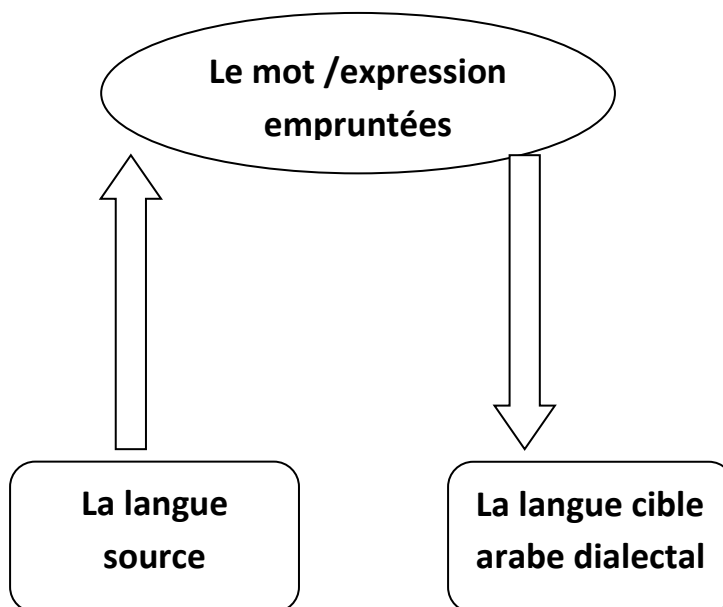 Le mot /expression
empruntées
La langue
source
La langue cible
arabe dialectal